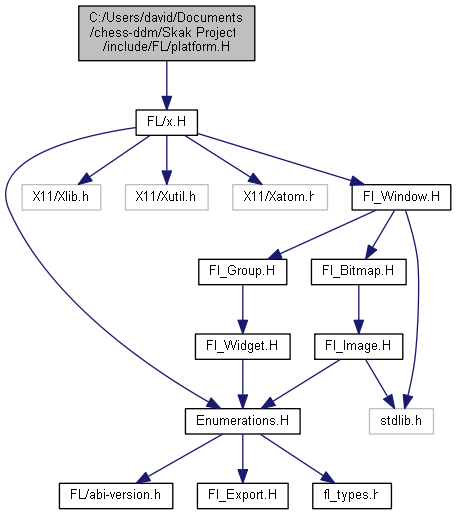 C:/Users/david/Documents
/chess-ddm/Skak Project
/include/FL/platform.H
FL/x.H
X11/Xlib.h
X11/Xutil.h
X11/Xatom.h
Fl_Window.H
Fl_Group.H
Fl_Bitmap.H
Fl_Widget.H
Fl_Image.H
Enumerations.H
stdlib.h
FL/abi-version.h
Fl_Export.H
fl_types.h